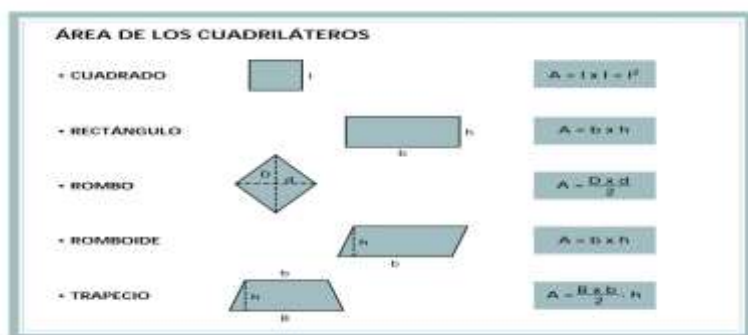 ÁREA DE LOS CUADRILÁTEROS
• CUADRADO l A = l x l = l²
• RECTÁNGULO h A = b x h
b
• ROMBO D d A = D x d / 2
• ROMBOIDE h A = b x h
b
b
• TRAPECIO h A = B x b / 2 · h
B